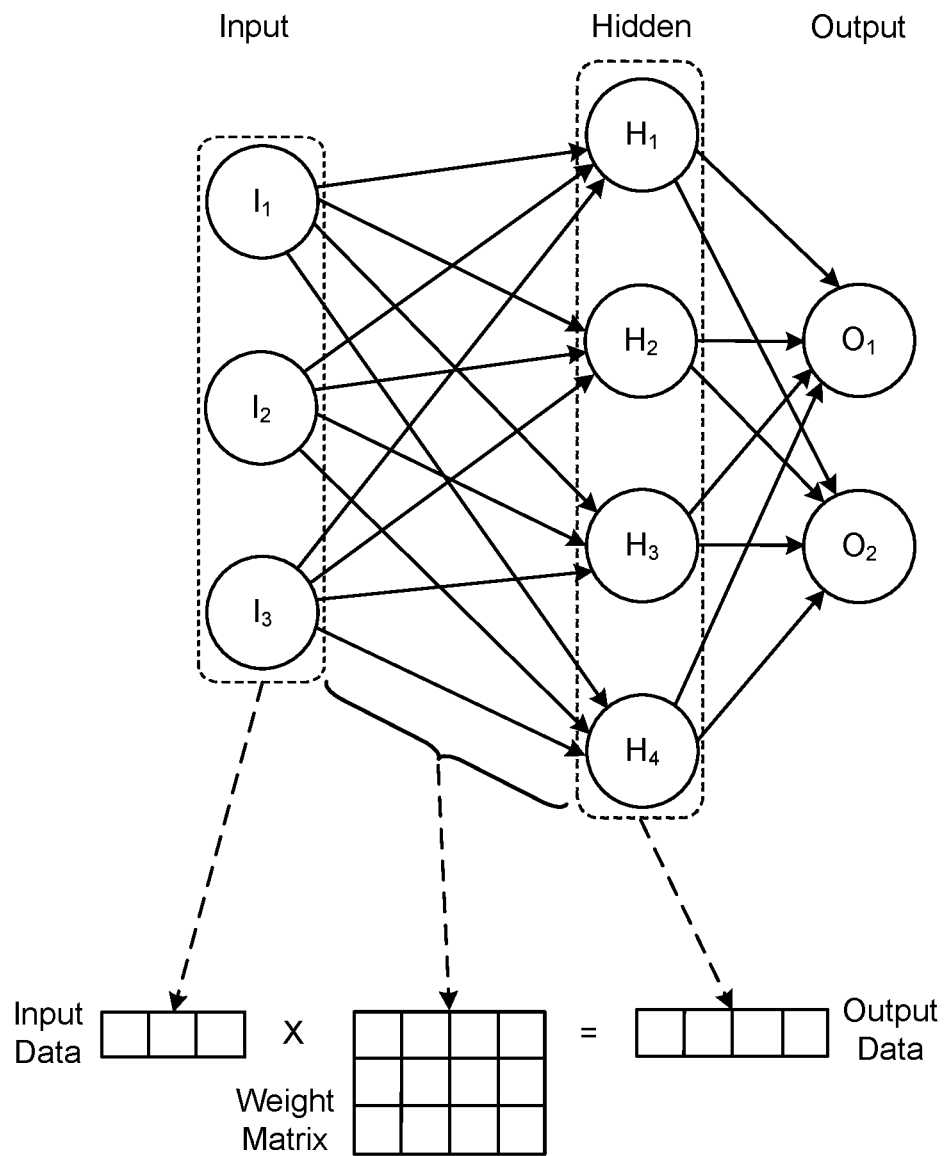 Input Hidden Output
H₁
I₁
H₂
O₁
I₂
H₃
O₂
I₃
H₄
Input
Data
X
=
Output
Data
Weight
Matrix